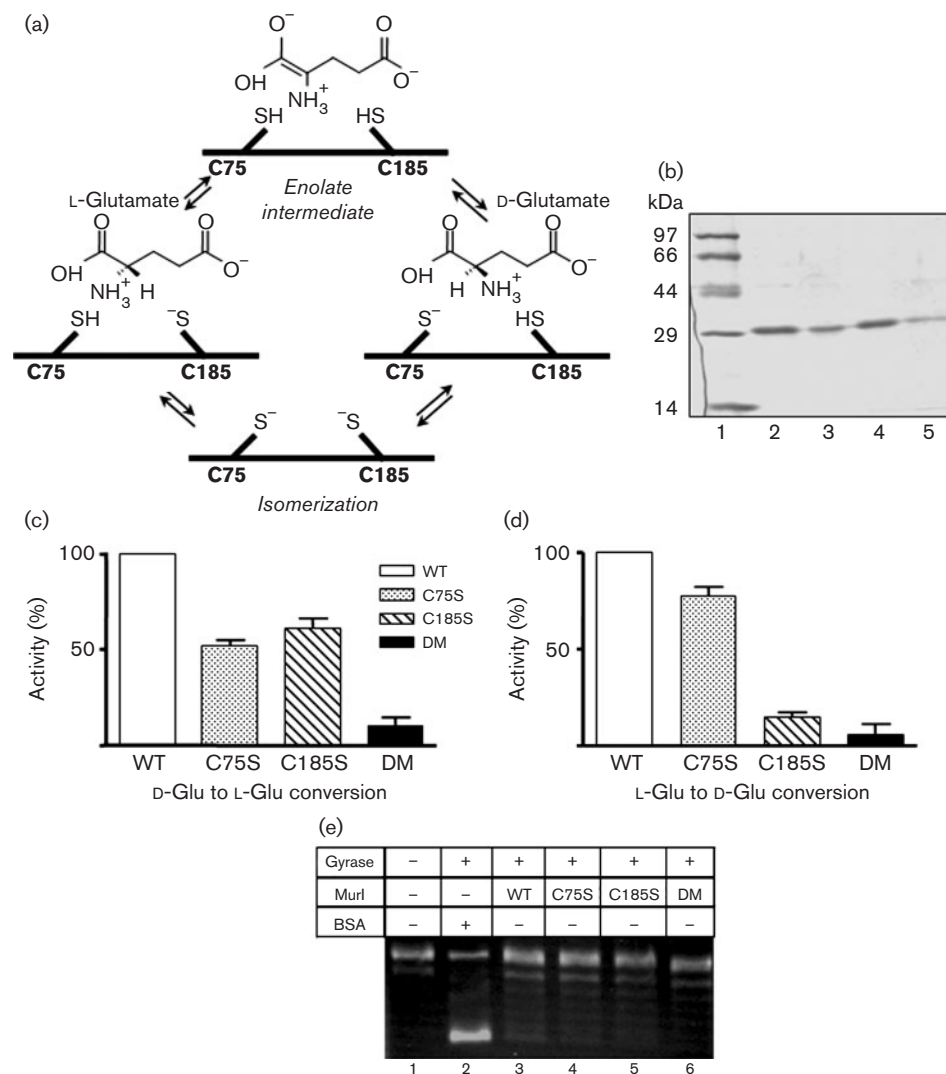 (a)
O⁻ O
OH O⁻
NH₃⁺
SH HS
C75 C185
Enolate
intermediate
L-Glutamate D-Glutamate
O O O O
OH O⁻ OH O⁻
NH₃⁺ H H NH₃⁺
SH ⁻S S⁻ HS
C75 C185 C75 C185
S⁻ ⁻S
C75 C185
Isomerization
(b)
kDa
97
66
44
29
14
1 2 3 4 5
(c)
100
50
Activity (%)
WT
C75S
C185S
DM
WT C75S C185S DM
D-Glu to L-Glu conversion
(d)
100
50
Activity (%)
WT C75S C185S DM
L-Glu to D-Glu conversion
(e)
Gyrase – + + + + +
MurI – – WT C75S C185S DM
BSA – + – – – –
1 2 3 4 5 6